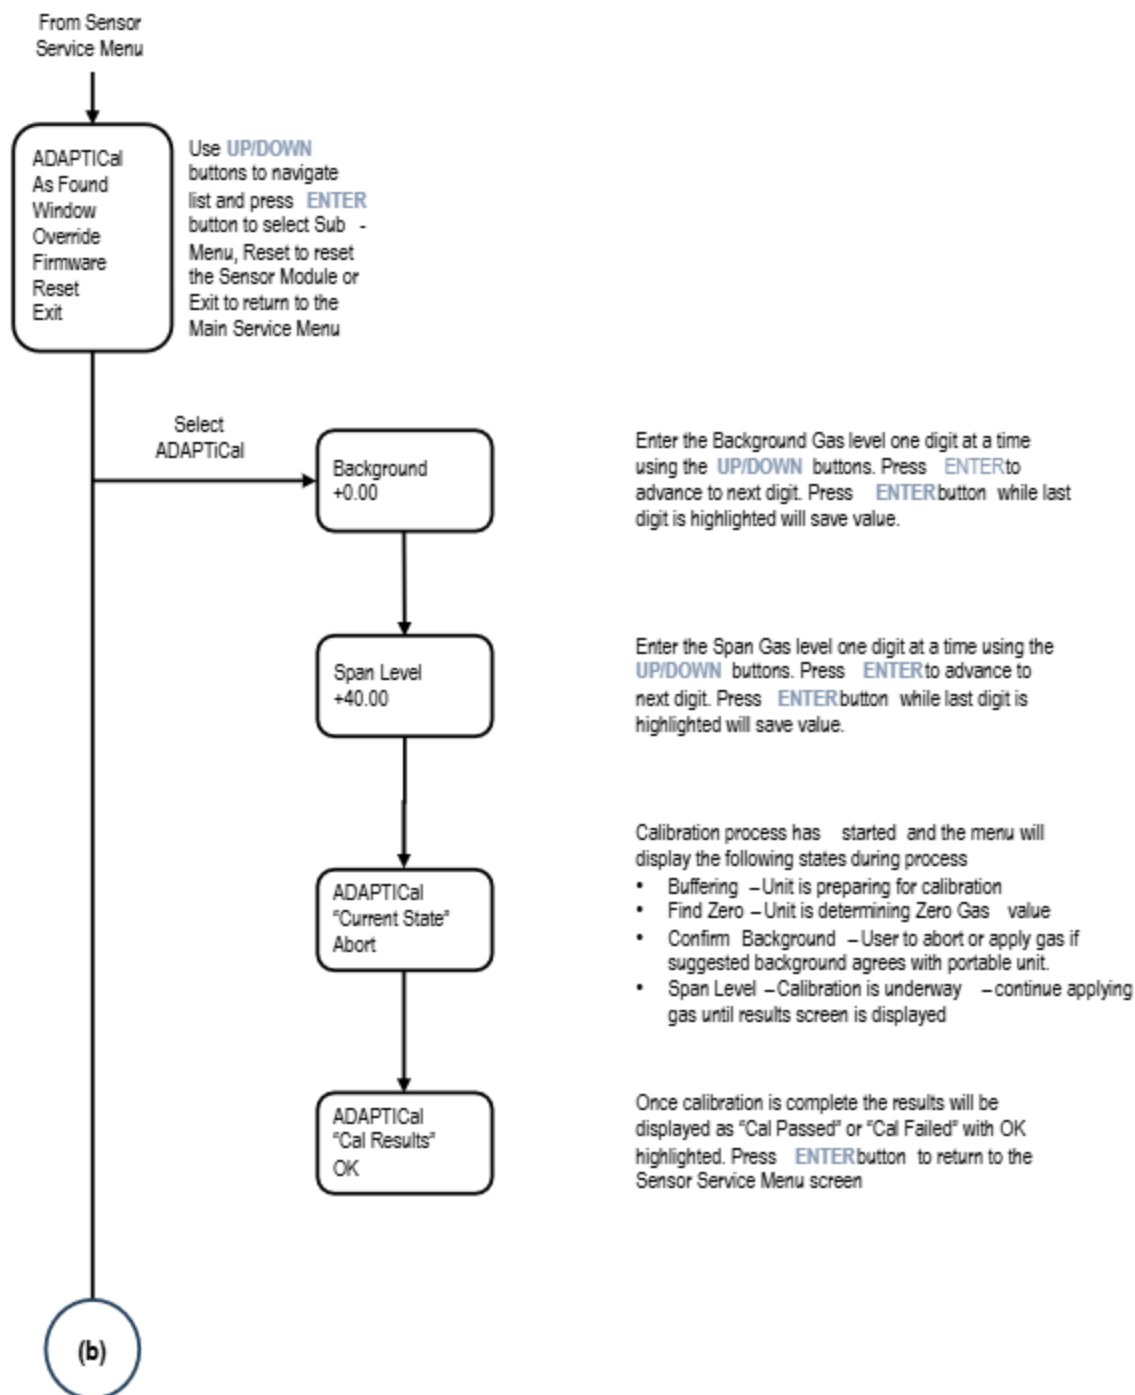 From Sensor
Service Menu
ADAPTICal
As Found
Window
Override
Firmware
Reset
Exit
Use UP/DOWN
buttons to navigate
list and press ENTER
button to select Sub -
Menu, Reset to reset
the Sensor Module or
Exit to return to the
Main Service Menu
Select
ADAPTiCal
Background
+0.00
Enter the Background Gas level one digit at a time
using the UP/DOWN buttons. Press ENTERto
advance to next digit. Press ENTERbutton while last
digit is highlighted will save value.
Span Level
+40.00
Enter the Span Gas level one digit at a time using the
UP/DOWN buttons. Press ENTERto advance to
next digit. Press ENTERbutton while last digit is
highlighted will save value.
ADAPTICal
"Current State"
Abort
Calibration process has started and the menu will
display the following states during process
• Buffering –Unit is preparing for calibration
• Find Zero –Unit is determining Zero Gas value
• Confirm Background –User to abort or apply gas if
suggested background agrees with portable unit.
• Span Level –Calibration is underway –continue applying
gas until results screen is displayed
ADAPTICal
"Cal Results"
OK
Once calibration is complete the results will be
displayed as "Cal Passed" or "Cal Failed" with OK
highlighted. Press ENTERbutton to return to the
Sensor Service Menu screen
(b)